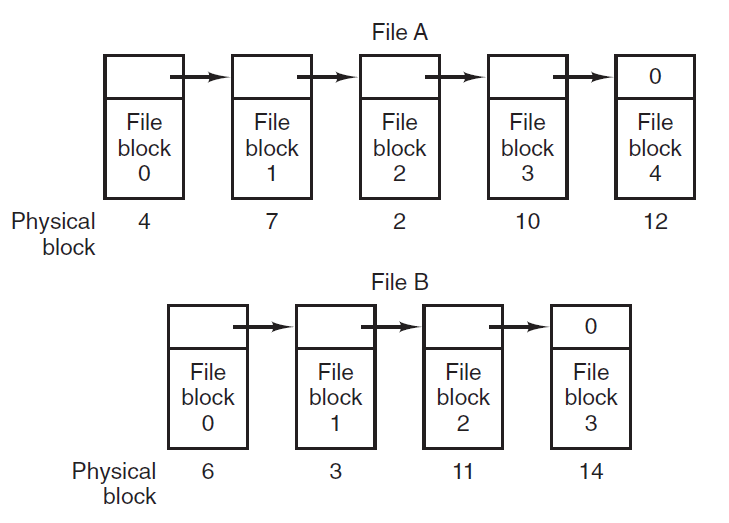 File A
0
File File File File File
block block block block block
0 1 2 3 4
Physical 4 7 2 10 12
block
File B
0
File File File File
block block block block
0 1 2 3
Physical 6 3 11 14
block